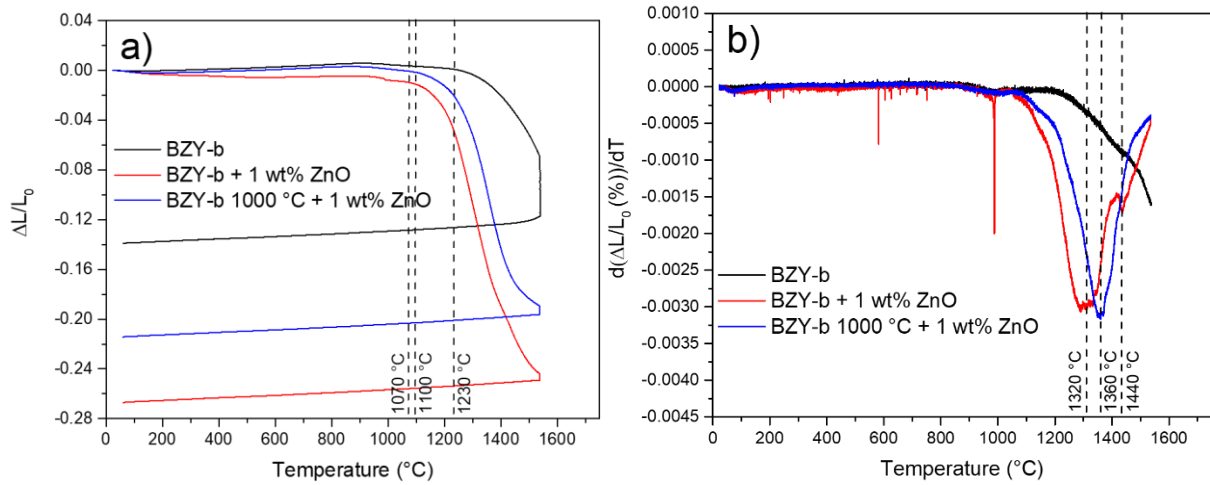 a)
0.04
0.00
-0.04
-0.08
-0.12
-0.16
-0.20
-0.24
-0.28
ΔL/L0
BZY-b
BZY-b + 1 wt% ZnO
BZY-b 1000 °C + 1 wt% ZnO
1070 °C
1100 °C
1230 °C
0 200 400 600 800 1000 1200 1400 1600
Temperature (°C)
b)
0.0010
0.0005
0.0000
-0.0005
-0.0010
-0.0015
-0.0020
-0.0025
-0.0030
-0.0035
-0.0040
-0.0045
d(ΔL/L0 (%))/dT
BZY-b
BZY-b + 1 wt% ZnO
BZY-b 1000 °C + 1 wt% ZnO
1320 °C
1360 °C
1440 °C
0 200 400 600 800 1000 1200 1400 1600
Temperature (°C)